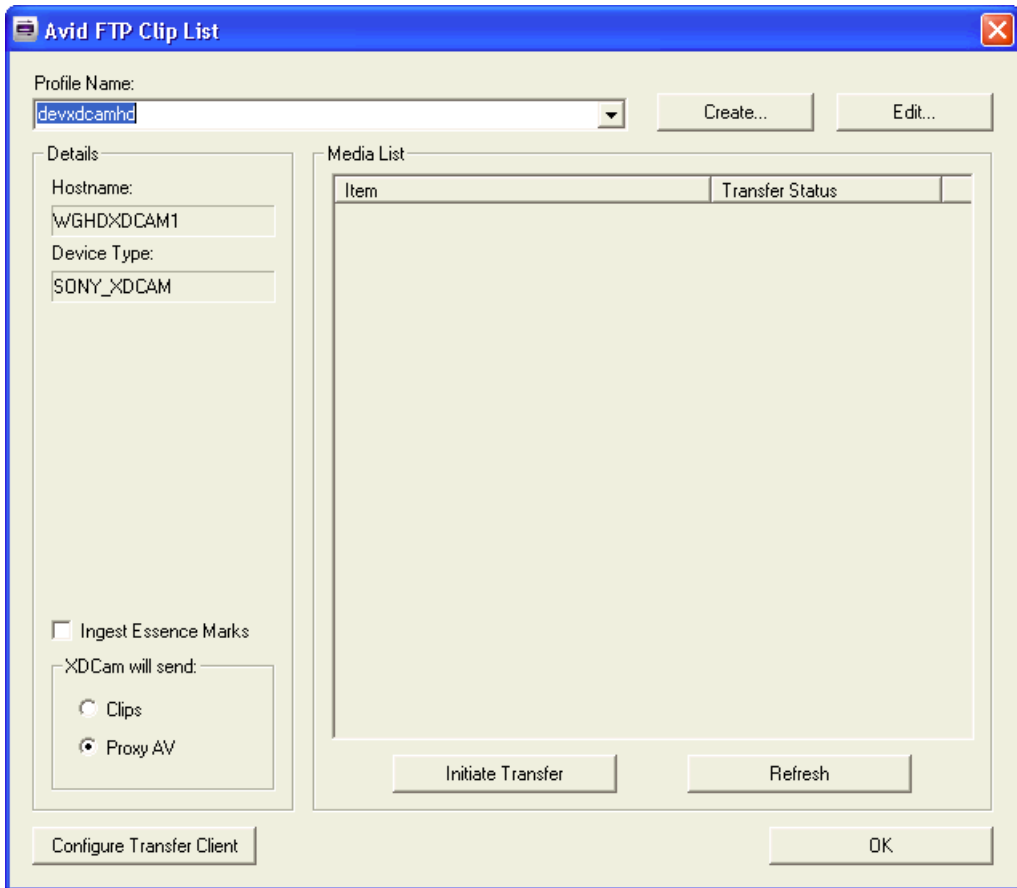 Avid FTP Clip List
Profile Name:
devxdcamhd
Create...
Edit...
Details
Hostname:
WGHDXDCAM1
Device Type:
SONY_XDCAM
Ingest Essence Marks
XDCam will send:
Clips
Proxy AV
Media List
Item Transfer Status
Initiate Transfer
Refresh
Configure Transfer Client
OK